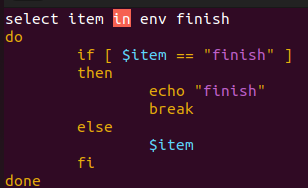 select item in env finish
do
        if [ $item == "finish" ]
        then
                echo "finish"
                break
        else
                $item
        fi
done